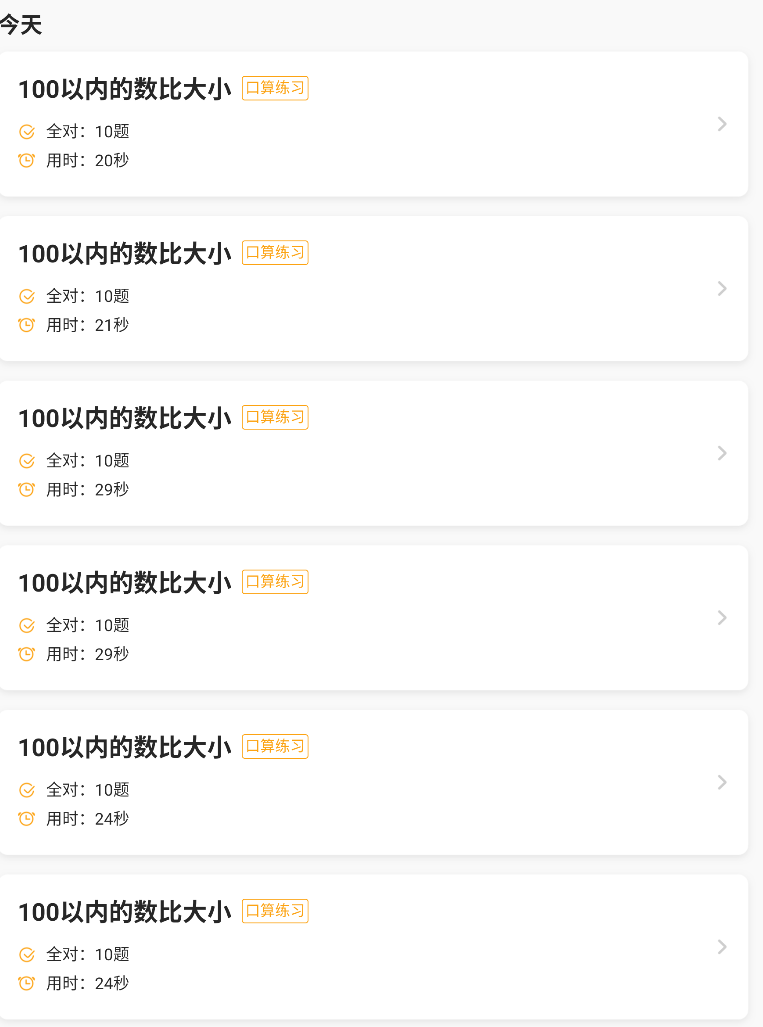 今天
100以内的数比大小 口算练习
全对：10题
用时：20秒
100以内的数比大小 口算练习
全对：10题
用时：21秒
100以内的数比大小 口算练习
全对：10题
用时：29秒
100以内的数比大小 口算练习
全对：10题
用时：29秒
100以内的数比大小 口算练习
全对：10题
用时：24秒
100以内的数比大小 口算练习
全对：10题
用时：24秒